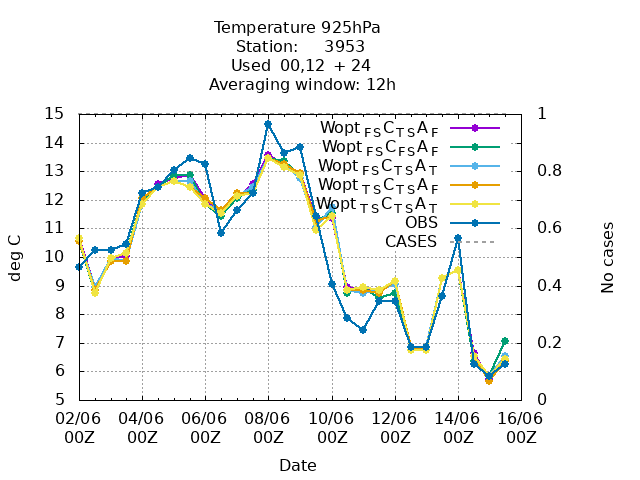 Temperature 925hPa
Station: 3953
Used 00,12 + 24
Averaging window: 12h
15 1
14
13 0.8
12
11 0.6
10
9 0.4
8
7 0.2
6
5 0
Wopt FS C TS A F
Wopt FS C FS A F
Wopt FS C TS A T
Wopt TS C TS A F
Wopt TS C TS A T
OBS
CASES
deg C
No cases
02/06 04/06 06/06 08/06 10/06 12/06 14/06 16/06
00Z 00Z 00Z 00Z 00Z 00Z 00Z 00Z
Date